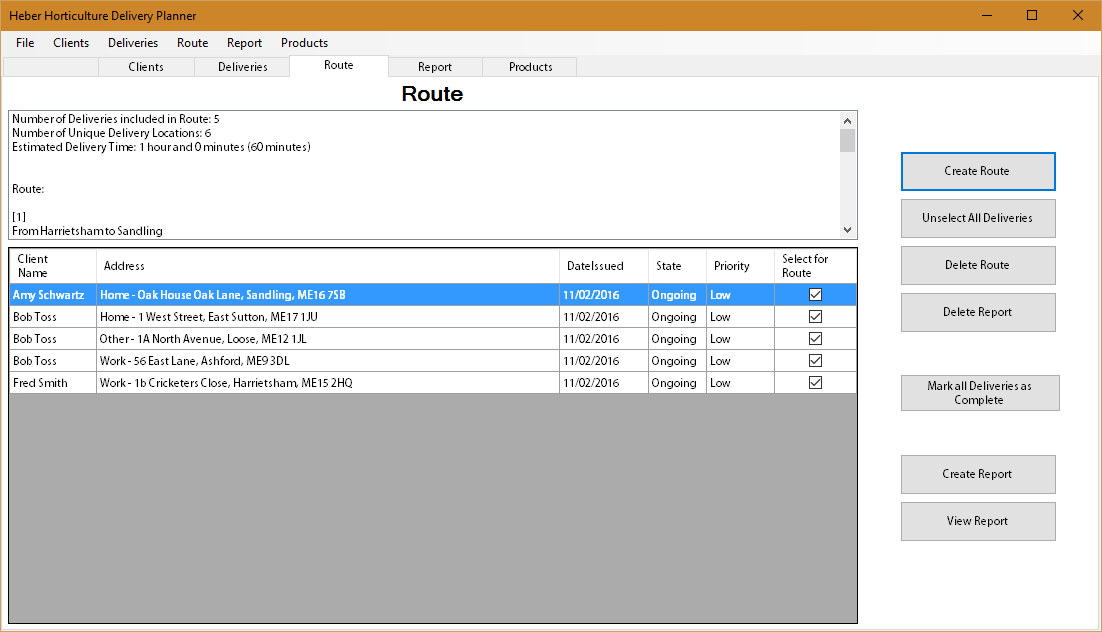 Heber Horticulture Delivery Planner
File Clients Deliveries Route Report Products
Clients Deliveries Route Report Products
Route
Number of Deliveries included in Route: 5
Number of Unique Delivery Locations: 6
Estimated Delivery Time: 1 hour and 0 minutes (60 minutes)
Route:
[1]
From Harrietsham to Sandling
Client Name Address DateIssued State Priority Select for Route
Amy Schwartz Home - Oak House Oak Lane, Sandling, ME16 7SB 11/02/2016 Ongoing Low
Bob Toss Home - 1 West Street, East Sutton, ME17 1JU 11/02/2016 Ongoing Low
Bob Toss Other - 1A North Avenue, Loose, ME12 1JL 11/02/2016 Ongoing Low
Bob Toss Work - 56 East Lane, Ashford, ME9 3DL 11/02/2016 Ongoing Low
Fred Smith Work - 1b Cricketers Close, Harrietsham, ME15 2HQ 11/02/2016 Ongoing Low
Create Route
Unselect All Deliveries
Delete Route
Delete Report
Mark all Deliveries as
Complete
Create Report
View Report